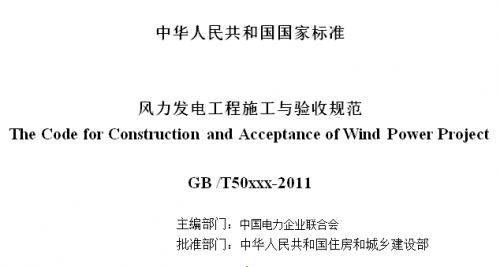 中华人民共和国国家标准
风力发电工程施工与验收规范
The Code for Construction and Acceptance of Wind Power Project
GB /T50xxx-2011
主编部门：中国电力企业联合会
批准部门：中华人民共和国住房和城乡建设部